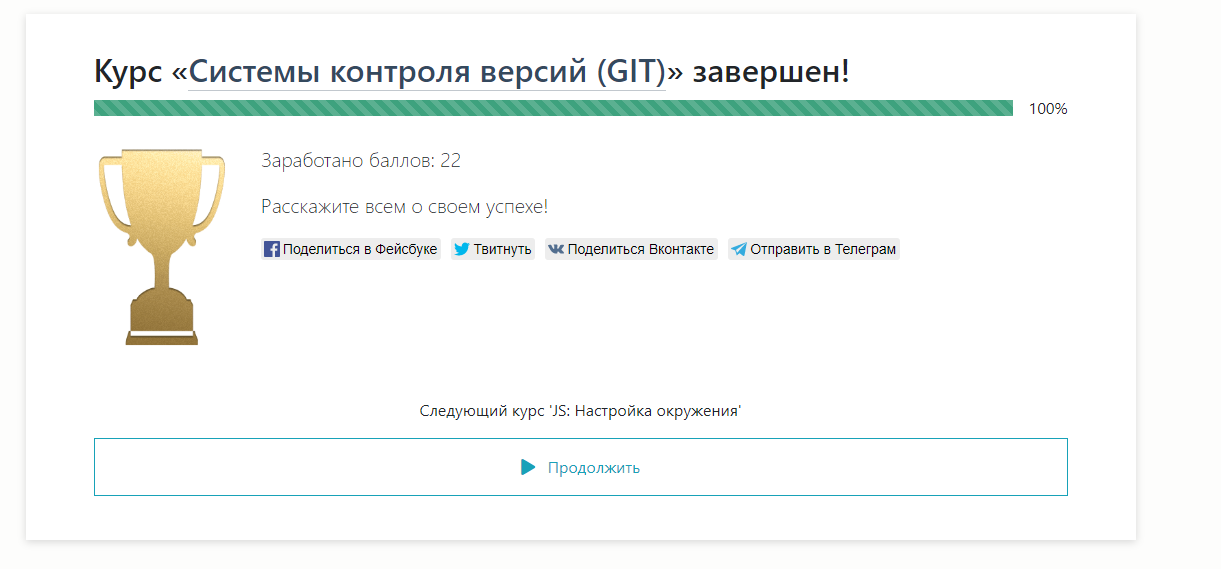 Курс «Системы контроля версий (GIT)» завершен!
100%
Заработано баллов: 22
Расскажите всем о своем успехе!
Поделиться в Фейсбуке Твитнуть Поделиться Вконтакте Отправить в Телеграм
Следующий курс 'JS: Настройка окружения'
Продолжить